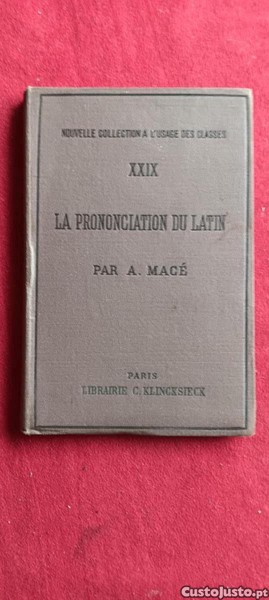 NOUVELLE COLLECTION A L'USAGE DES CLASSES
XXIX
LA PRONONCIATION DU LATIN
PAR A. MACÉ
PARIS
LIBRAIRIE C. KLINCKSIECK
CustoJusto.pt